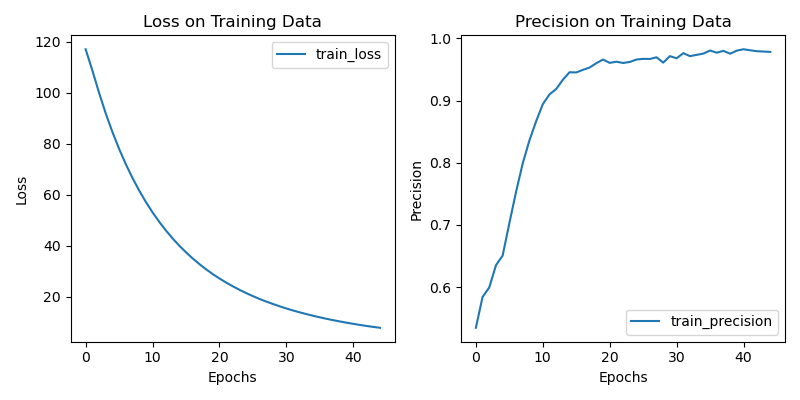 Loss on Training Data
120
100
80
60
40
20
0
10
20
30
40
Loss
Epochs
train_loss
Precision on Training Data
1.0
0.9
0.8
0.7
0.6
0
10
20
30
40
Precision
Epochs
train_precision